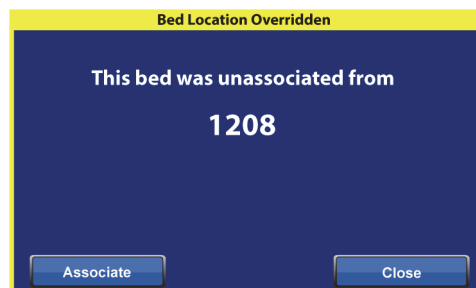 Bed Location Overridden
This bed was unassociated from
1208
Associate
Close